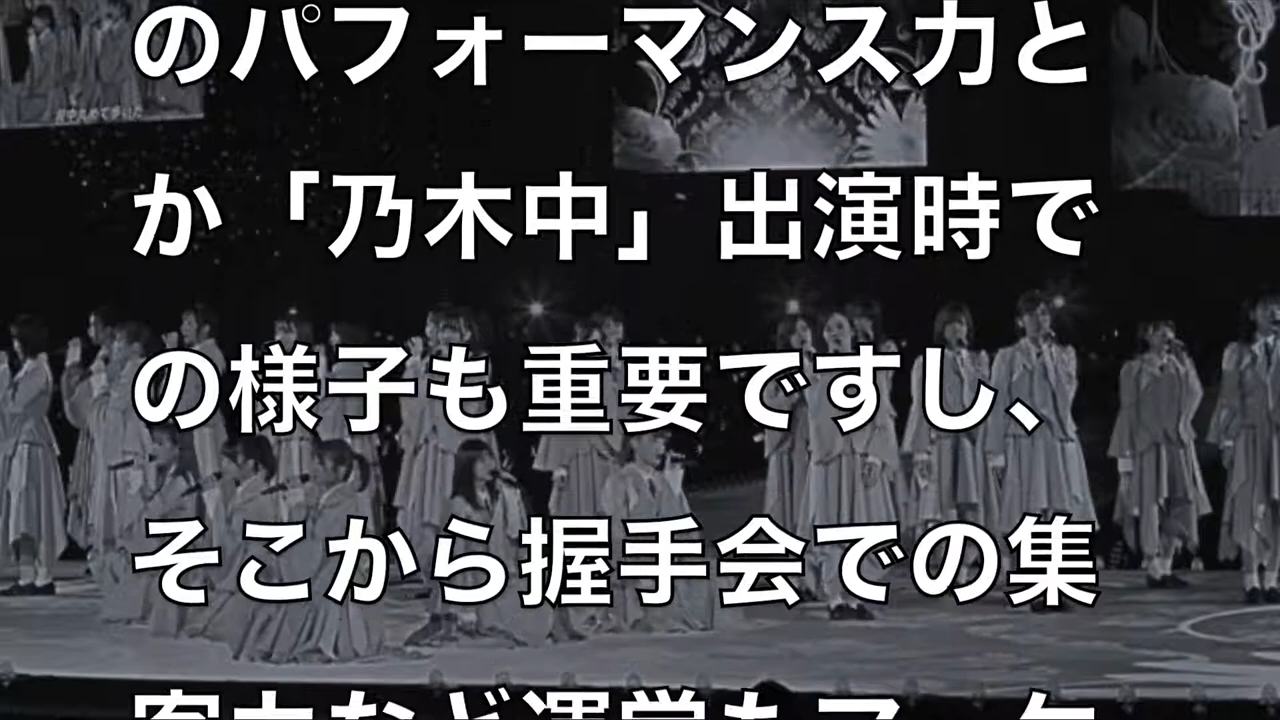 のパフォーマンス力と
か「乃木中」出演時で
の様子も重要ですし、
そこから握手会での集